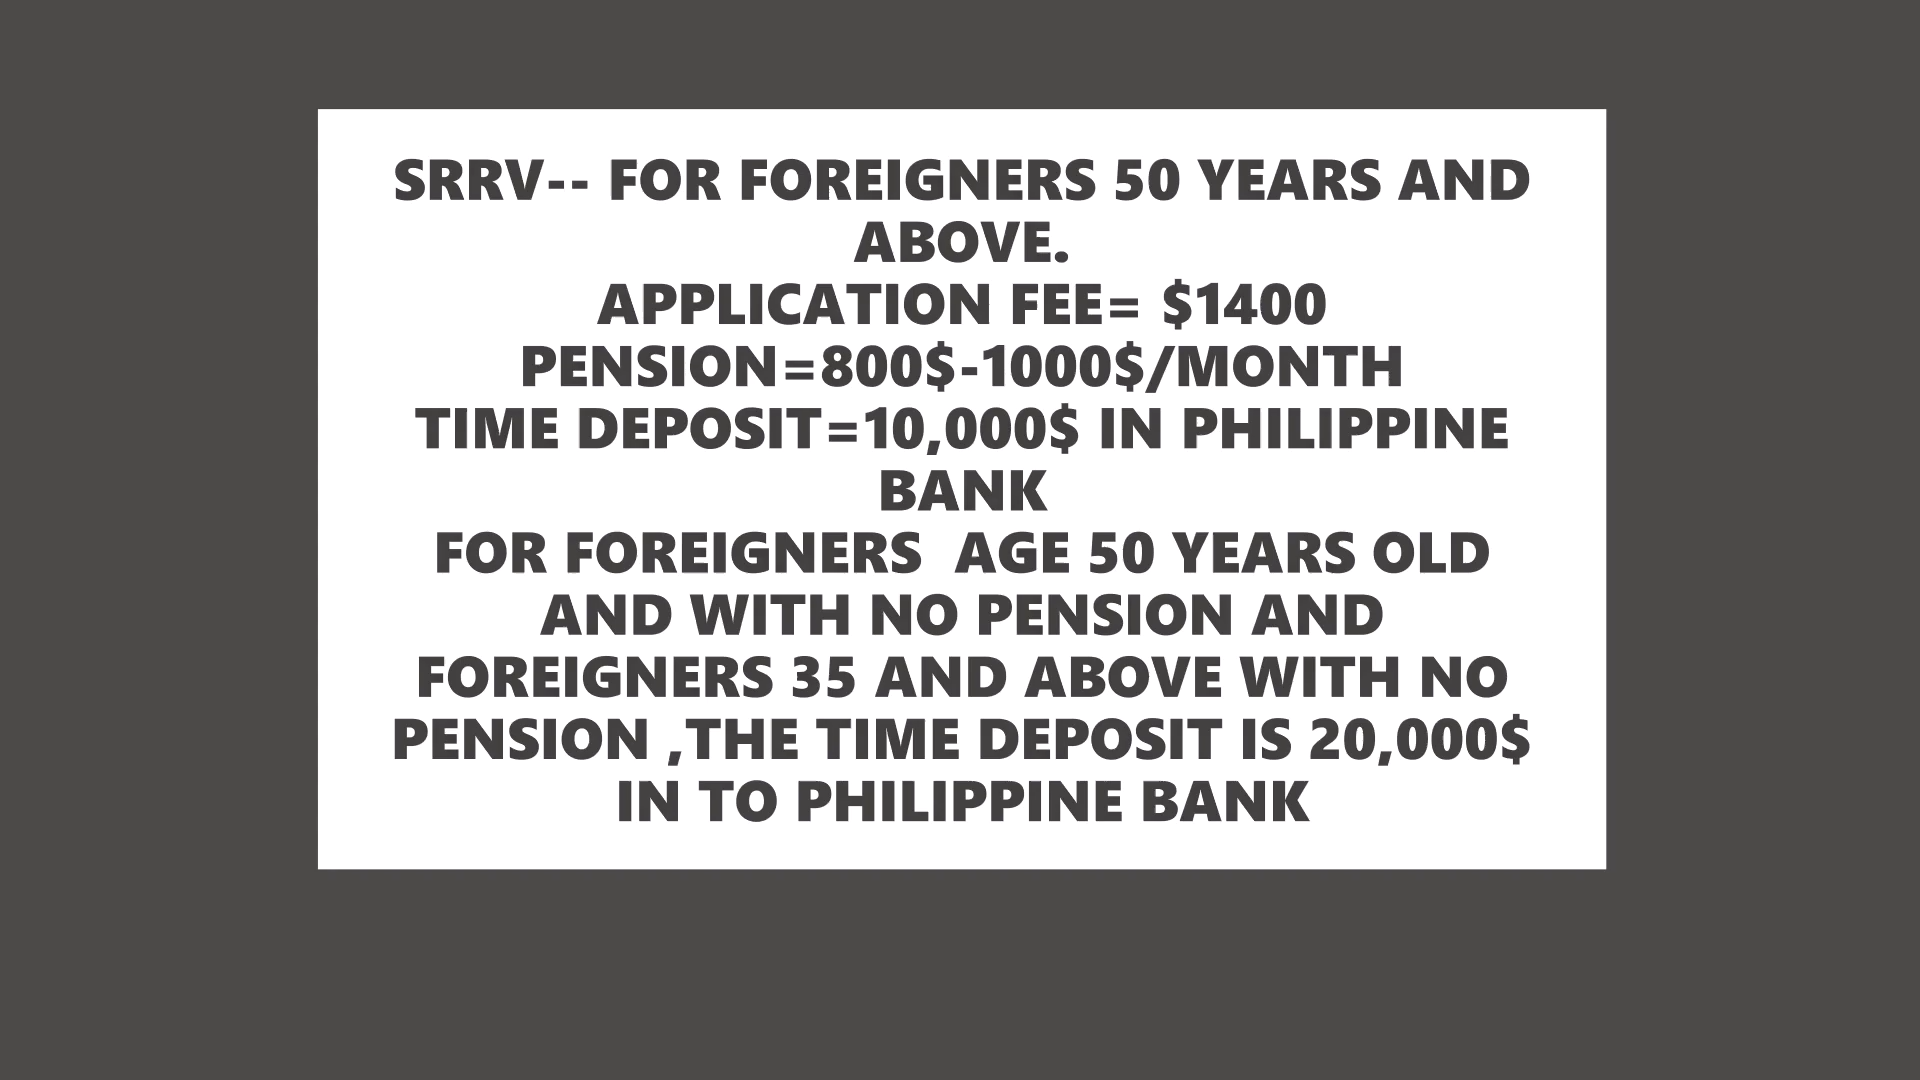 SRRV-- FOR FOREIGNERS 50 YEARS AND
ABOVE.
APPLICATION FEE= $1400
PENSION=800$-1000$/MONTH
TIME DEPOSIT=10,000$ IN PHILIPPINE
BANK
FOR FOREIGNERS  AGE 50 YEARS OLD
AND WITH NO PENSION AND
FOREIGNERS 35 AND ABOVE WITH NO
PENSION ,THE TIME DEPOSIT IS 20,000$
IN TO PHILIPPINE BANK